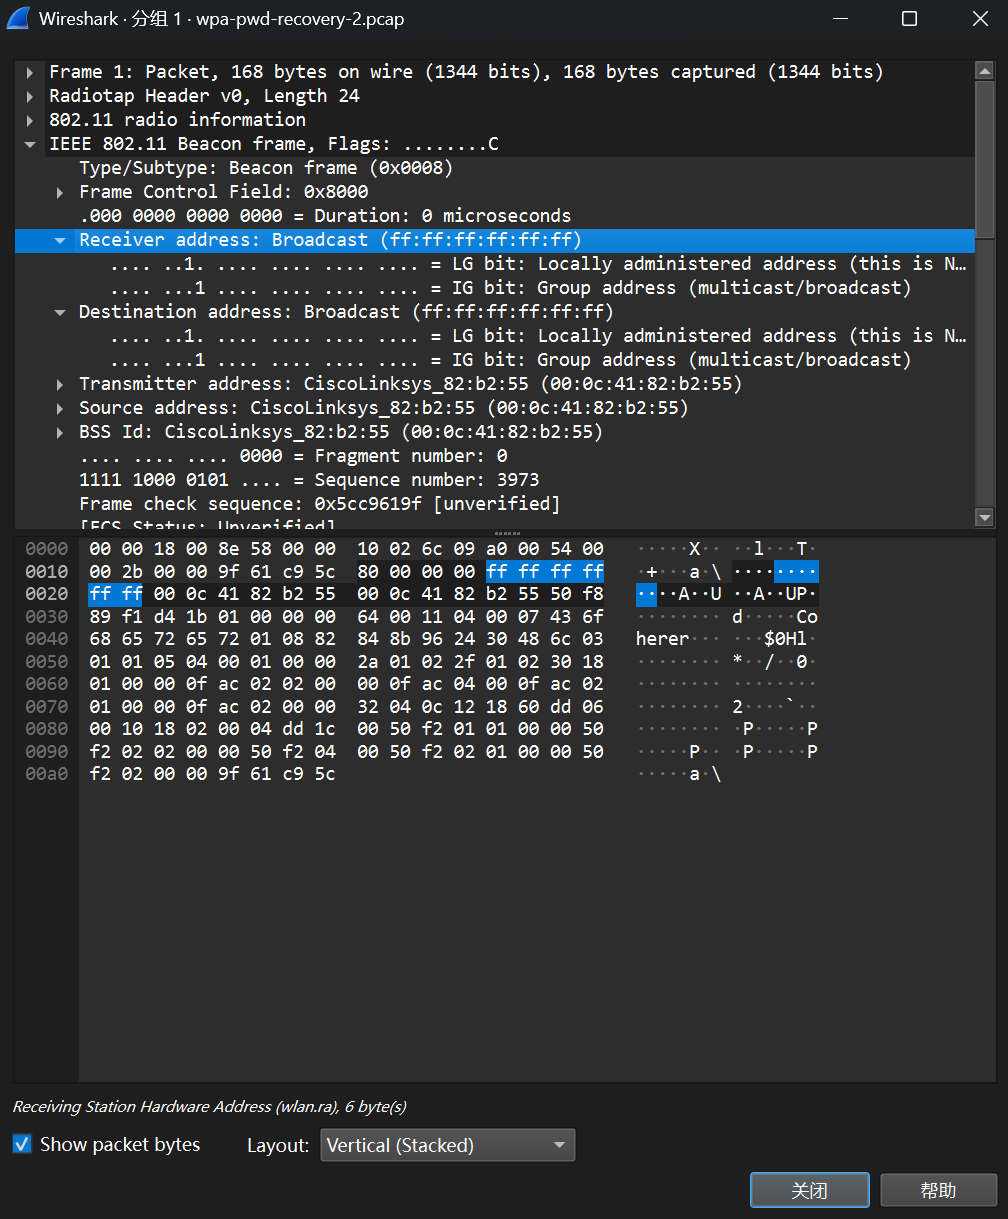 Wireshark · 分组 1 · wpa-pwd-recovery-2.pcap
Frame 1: Packet, 168 bytes on wire (1344 bits), 168 bytes captured (1344 bits)
Radiotap Header v0, Length 24
802.11 radio information
IEEE 802.11 Beacon frame, Flags: ........C
Type/Subtype: Beacon frame (0x0008)
Frame Control Field: 0x8000
.000 0000 0000 0000 = Duration: 0 microseconds
Receiver address: Broadcast (ff:ff:ff:ff:ff:ff)
.... ..1. .... .... .... .... = LG bit: Locally administered address (this is N…
.... ...1 .... .... .... .... = IG bit: Group address (multicast/broadcast)
Destination address: Broadcast (ff:ff:ff:ff:ff:ff)
.... ..1. .... .... .... .... = LG bit: Locally administered address (this is N…
.... ...1 .... .... .... .... = IG bit: Group address (multicast/broadcast)
Transmitter address: CiscoLinksys_82:b2:55 (00:0c:41:82:b2:55)
Source address: CiscoLinksys_82:b2:55 (00:0c:41:82:b2:55)
BSS Id: CiscoLinksys_82:b2:55 (00:0c:41:82:b2:55)
.... .... .... 0000 = Fragment number: 0
1111 1000 0101 .... = Sequence number: 3973
Frame check sequence: 0x5cc9619f [unverified]
[FCS Status: Unverified]
0000 00 00 18 00 8e 58 00 00 10 02 6c 09 a0 00 54 00 ·····X·· ··l···T·
0010 00 2b 00 00 9f 61 c9 5c 80 00 00 00 ff ff ff ff ·+···a·\ ········
0020 ff ff 00 0c 41 82 b2 55 00 0c 41 82 b2 55 50 f8 ····A··U ··A··UP·
0030 89 f1 d4 1b 01 00 00 00 64 00 11 04 00 07 43 6f ········ d·····Co
0040 68 65 72 65 72 01 08 82 84 8b 96 24 30 48 6c 03 herer··· ···$0Hl·
0050 01 01 05 04 00 01 00 00 2a 01 02 2f 01 02 30 18 ········ *··/··0·
0060 01 00 00 0f ac 02 02 00 00 0f ac 04 00 0f ac 02 ········ ········
0070 01 00 00 0f ac 02 00 00 32 04 0c 12 18 60 dd 06 ········ 2····`··
0080 00 10 18 02 00 04 dd 1c 00 50 f2 01 01 00 00 50 ········ ·P·····P
0090 f2 02 02 00 00 50 f2 04 00 50 f2 02 01 00 00 50 ·····P·· ·P·····P
00a0 f2 02 00 00 9f 61 c9 5c ·····a·\
Receiving Station Hardware Address (wlan.ra), 6 byte(s)
Show packet bytes Layout: Vertical (Stacked)
关闭 帮助